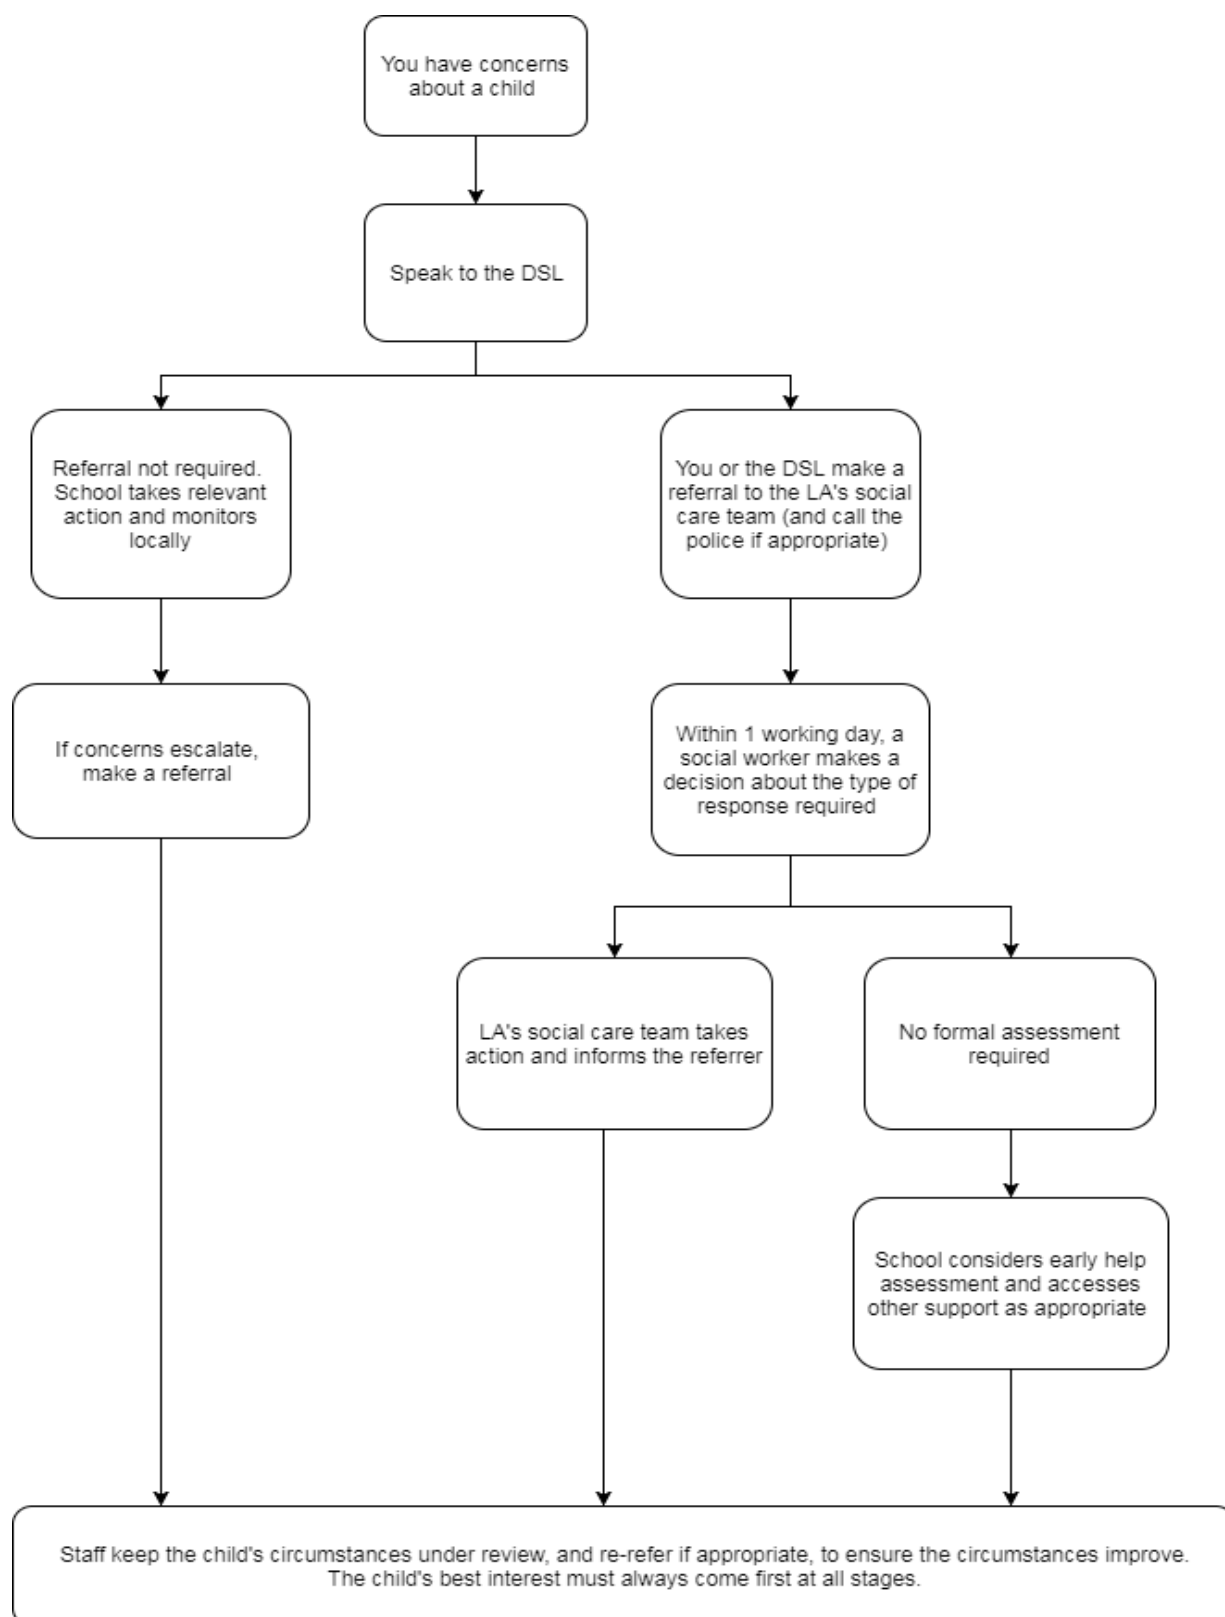 You have concerns
about a child
Speak to the DSL
Referral not required.
School takes relevant
action and monitors
locally
You or the DSL make a
referral to the LA's social
care team (and call the
police if appropriate)
If concerns escalate,
make a referral
Within 1 working day, a
social worker makes a
decision about the type of
response required
LA's social care team takes
action and informs the referrer
No formal assessment
required
School considers early help
assessment and accesses
other support as appropriate
Staff keep the child's circumstances under review, and re-refer if appropriate, to ensure the circumstances improve.
The child's best interest must always come first at all stages.